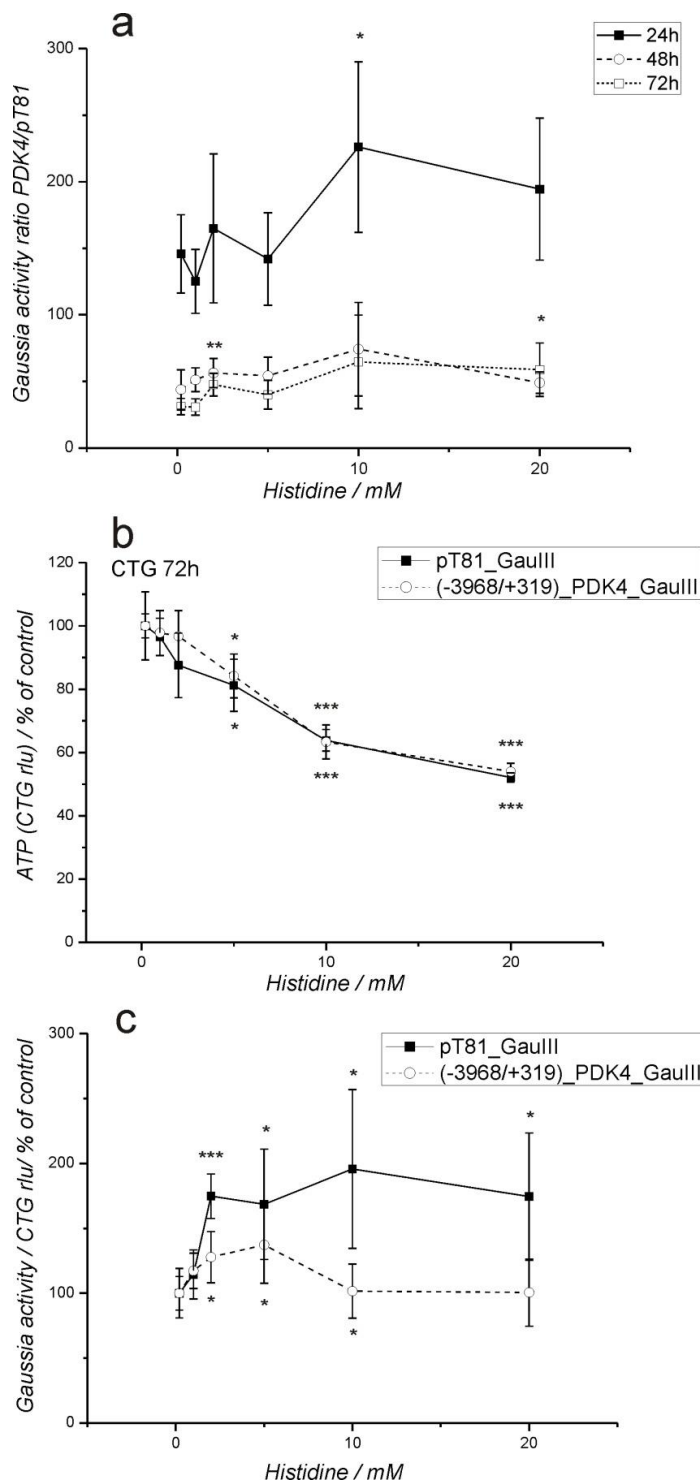 a
*
24h
48h
72h
300
200
100
0
Gaussia activity ratio PDK4/pT81
**
*
0
10
20
Histidine / mM
b
CTG 72h
pT81_GauIII
(-3968/+319)_PDK4_GauIII
120
100
80
60
40
20
0
ATP (CTG rlu) / % of control
*
*
***
***
***
***
0
10
20
Histidine / mM
c
pT81_GauIII
(-3968/+319)_PDK4_GauIII
300
200
100
0
Gaussia activity / CTG rlu/ % of control
***
*
*
*
*
*
*
0
10
20
Histidine / mM